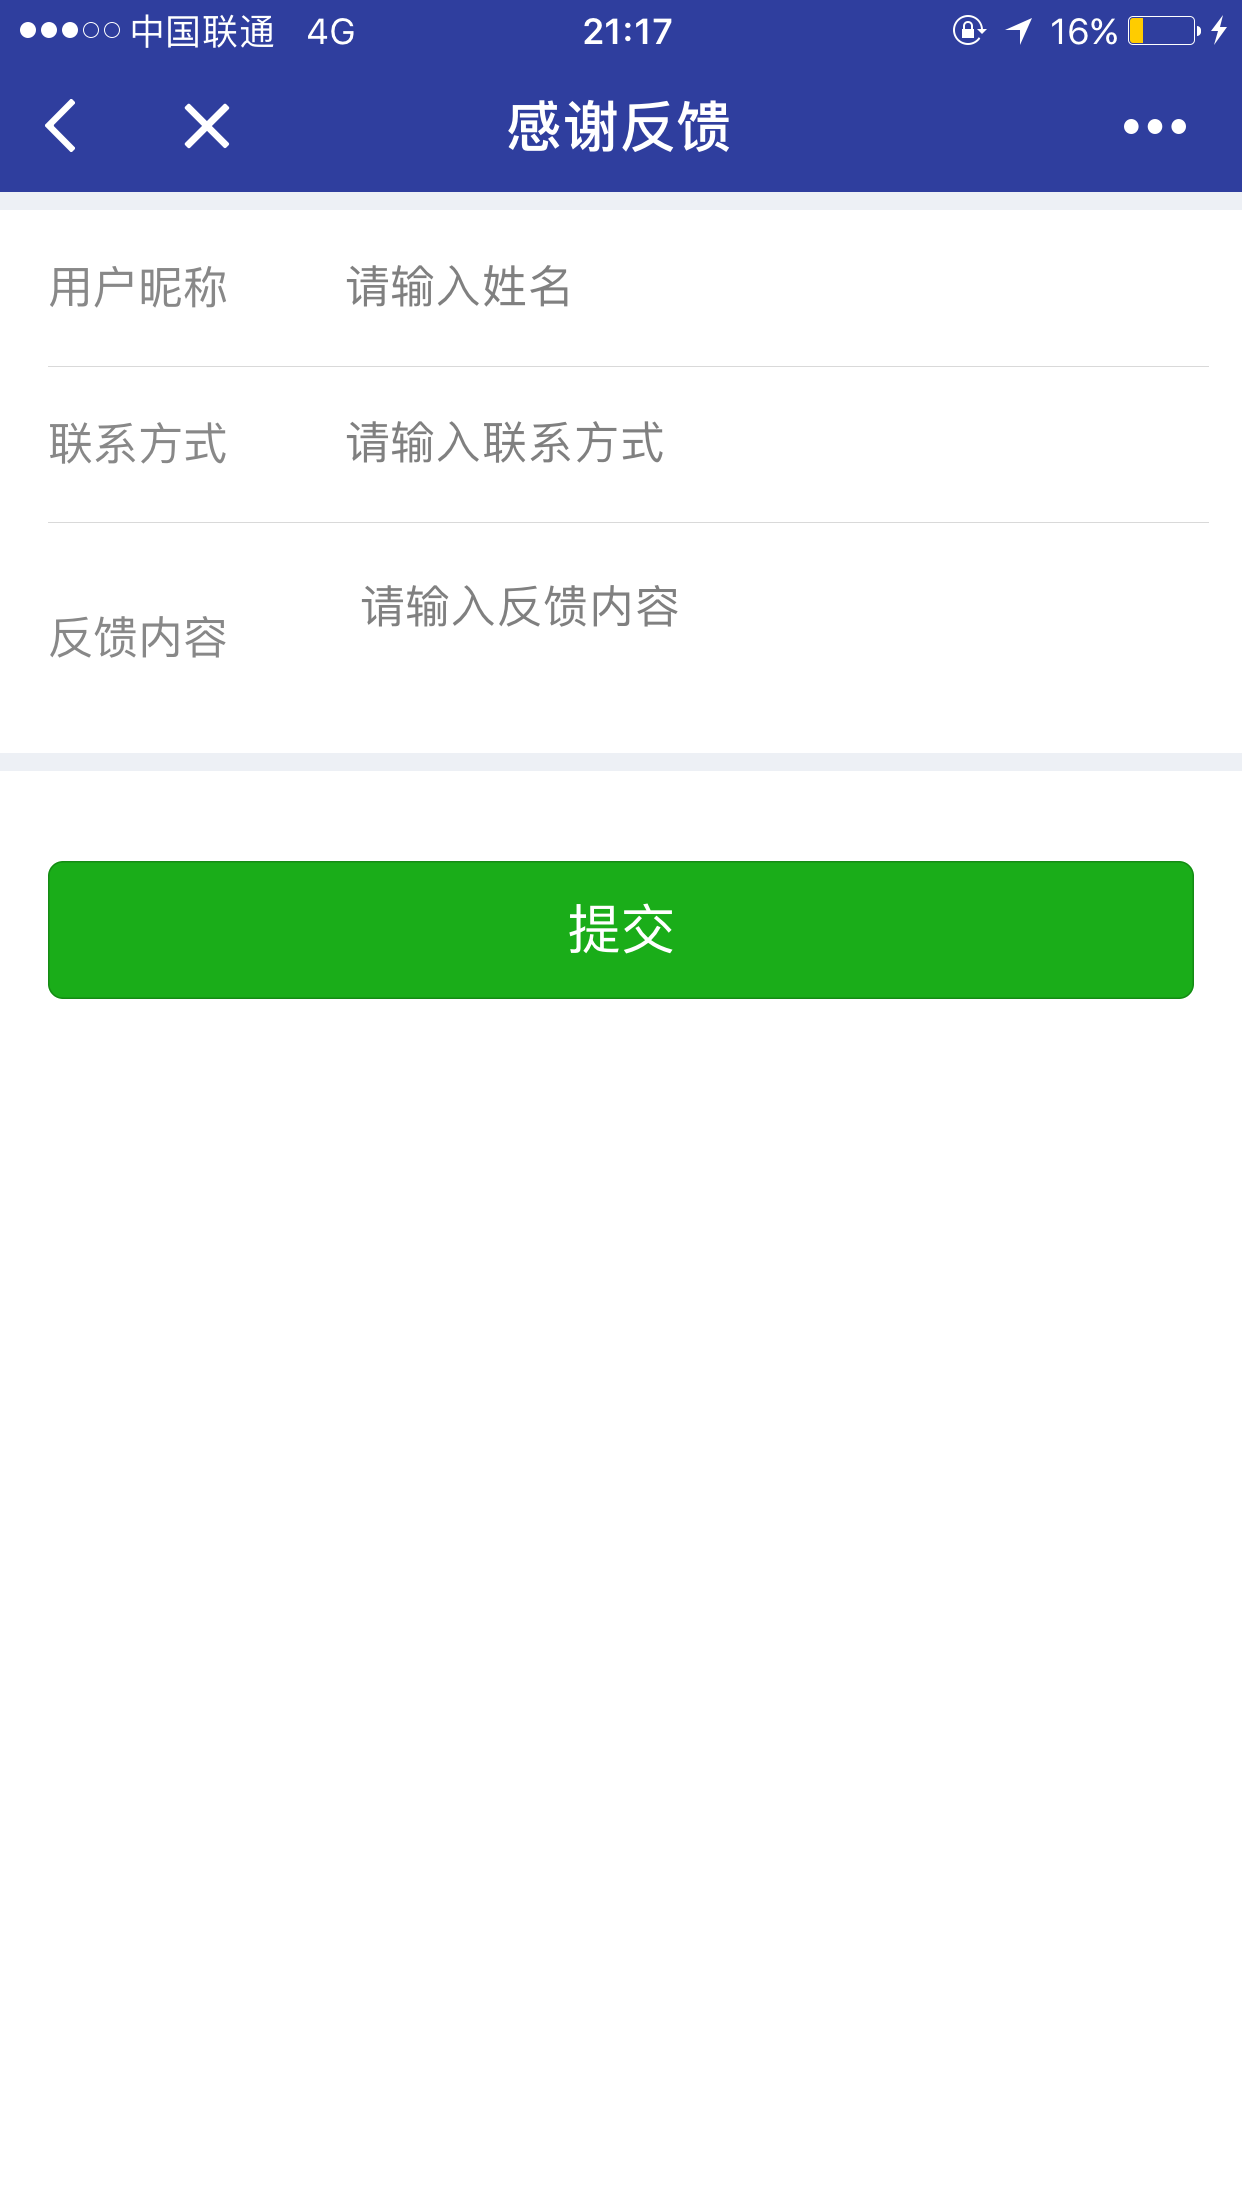 中国联通 4G 21:17 16%
感谢反馈
用户昵称 请输入姓名
联系方式 请输入联系方式
反馈内容 请输入反馈内容
提交